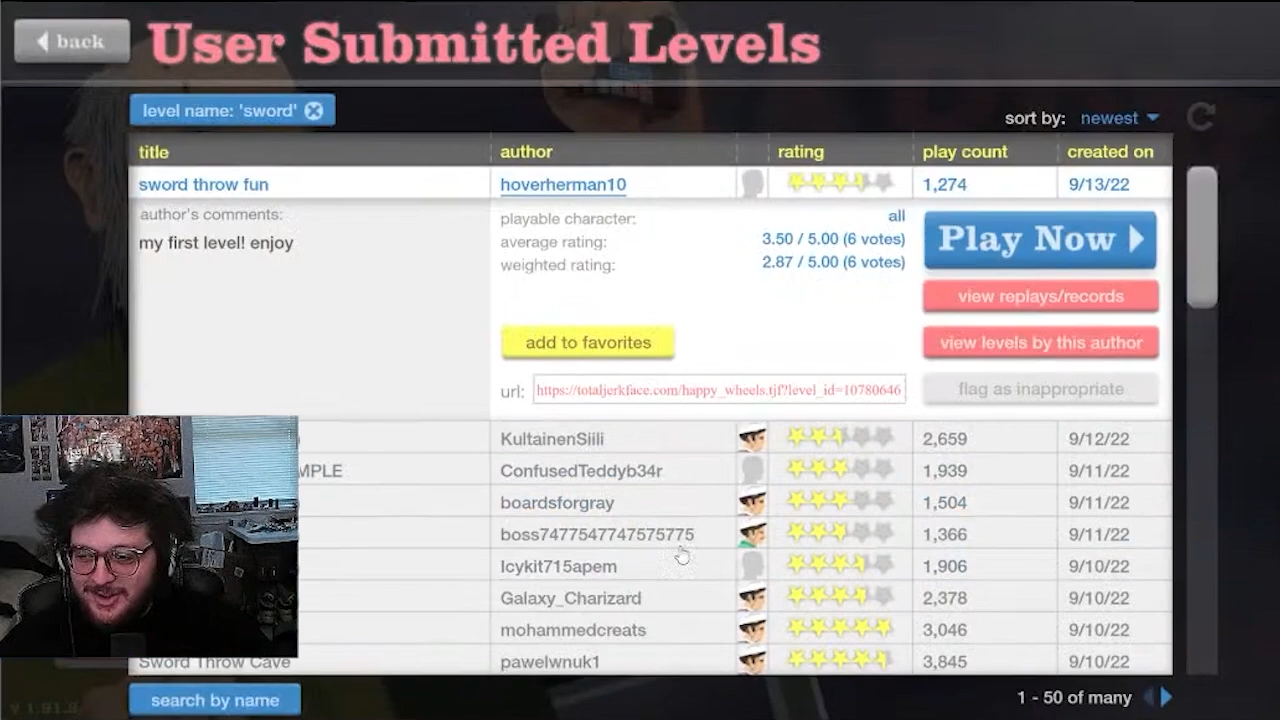 back
User Submitted Levels
level name: 'sword'
sort by: newest
title author rating play count created on
sword throw fun hoverherman10 1,274 9/13/22
author's comments:
my first level! enjoy
playable character: all
average rating: 3.50 / 5.00 (6 votes)
weighted rating: 2.87 / 5.00 (6 votes)
Play Now
view replays/records
add to favorites
view levels by this author
url: https://totaljerkface.com/happy_wheels.tjf?level_id=10780646
flag as inappropriate
KultainenSiili 2,659 9/12/22
MPLE ConfusedTeddyb34r 1,939 9/11/22
boardsforgray 1,504 9/11/22
boss7477547747575775 1,366 9/11/22
Icykit715apem 1,906 9/10/22
Galaxy_Charizard 2,378 9/10/22
mohammedcreats 3,046 9/10/22
Sword Throw Cave pawelwnuk1 3,845 9/10/22
search by name
1 - 50 of many